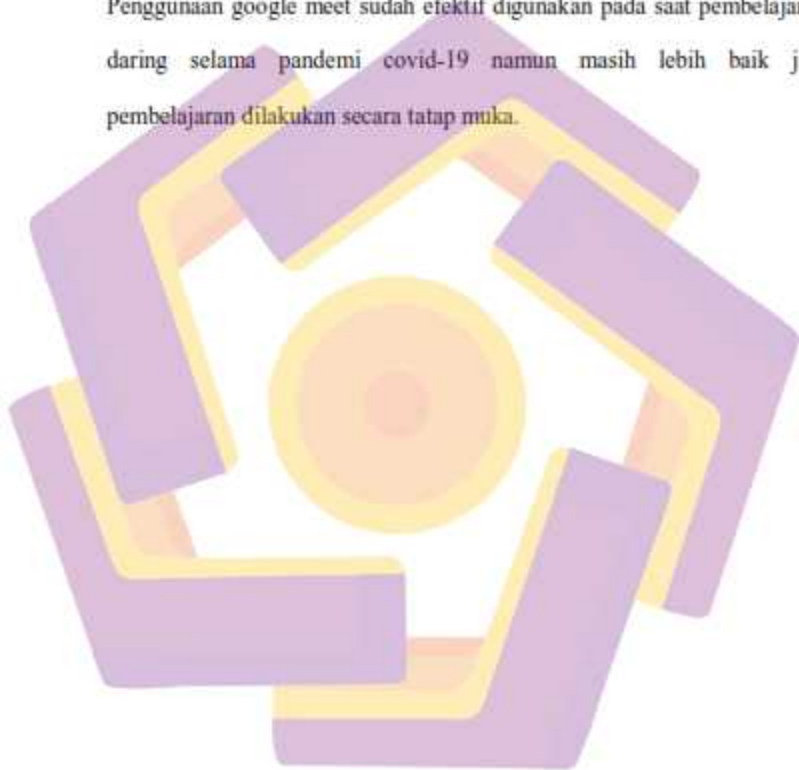 Penggunaan google meet sudah efektif digunakan pada saat
daring selama pandemi covid-19 namun masih lebih baik
pembelajaran dilakukan secara tatap muka.